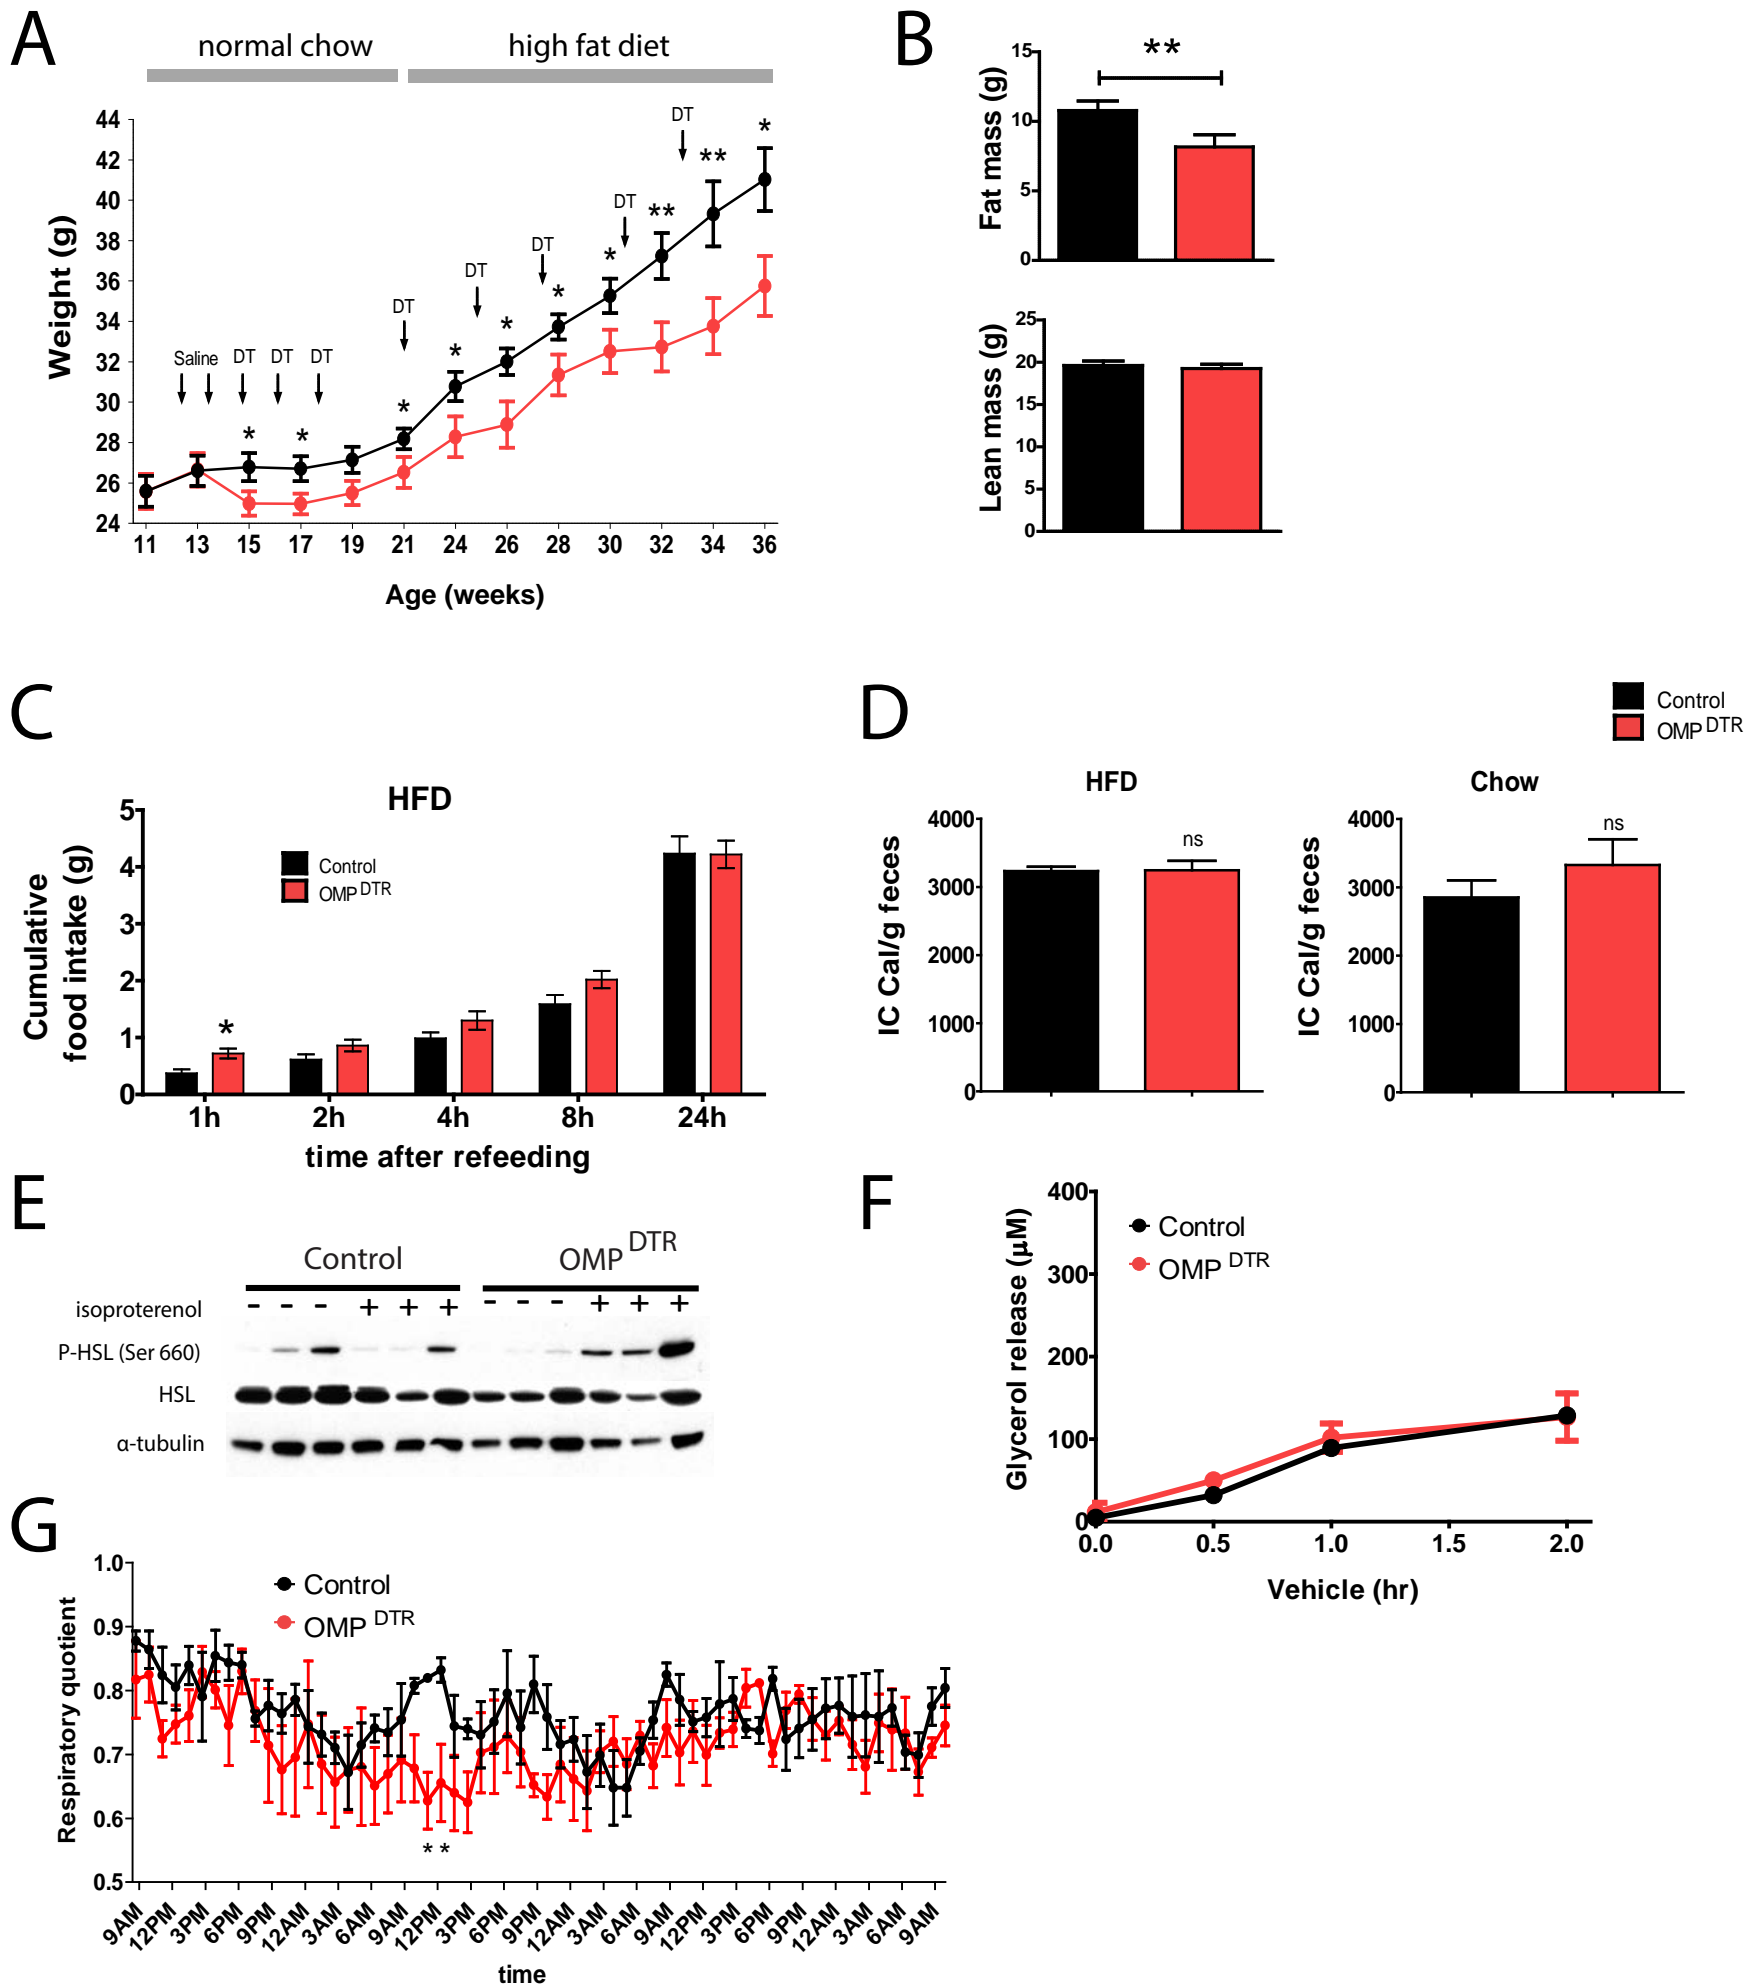 A
normal chow
high fat diet
Weight (g)
44
42
40
38
36
34
32
30
28
26
24
Saline
DT
DT
DT
DT
DT
DT
DT
DT
*
*
*
*
*
*
*
**
**
*
11 13 15 17 19 21 24 26 28 30 32 34 36
Age (weeks)
B
**
Fat mass (g)
15
10
5
0
Lean mass (g)
25
20
15
10
5
0
C
HFD
Cumulative
food intake (g)
5
4
3
2
1
0
Control
OMP DTR
*
1h 2h 4h 8h 24h
time after refeeding
D
Control
OMP DTR
HFD
IC Cal/g feces
4000
3000
2000
1000
0
ns
Chow
IC Cal/g feces
4000
3000
2000
1000
0
ns
E
Control
OMP DTR
isoproterenol - - - + + + - - - + + +
P-HSL (Ser 660)
HSL
α-tubulin
F
Glycerol release (µM)
400
300
200
100
0
Control
OMP DTR
0.0 0.5 1.0 1.5 2.0
Vehicle (hr)
G
Respiratory quotient
1.0
0.9
0.8
0.7
0.6
0.5
Control
OMP DTR
* *
9AM 12PM 3PM 6PM 9PM 12AM 3AM 6AM 9AM 12PM 3PM 6PM 9PM 12AM 3AM 6AM 9AM 12PM 3PM 6PM 9PM 12AM 3AM 6AM 9AM
time